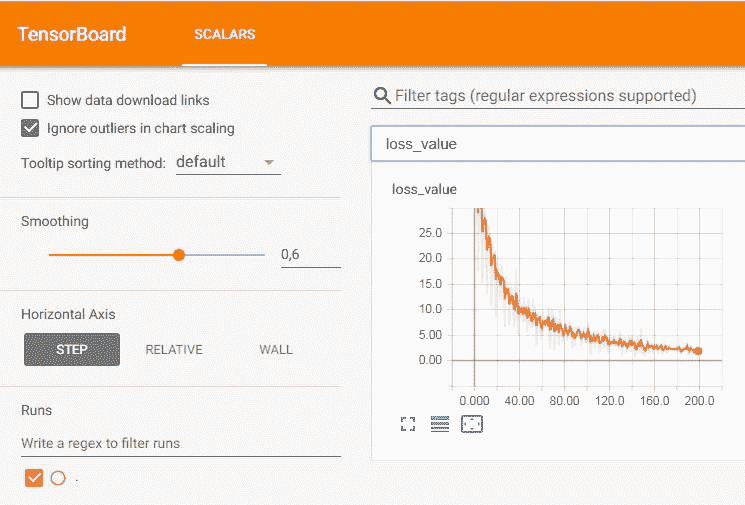 TensorBoard
SCALARS
Show data download links
Ignore outliers in chart scaling
Tooltip sorting method: default
Smoothing
0,6
Horizontal Axis
STEP RELATIVE WALL
Runs
Write a regex to filter runs
.
Filter tags (regular expressions supported)
loss_value
loss_value
25.0
20.0
15.0
10.0
5.00
0.00
0.000 40.00 80.00 120.0 160.0 200.0